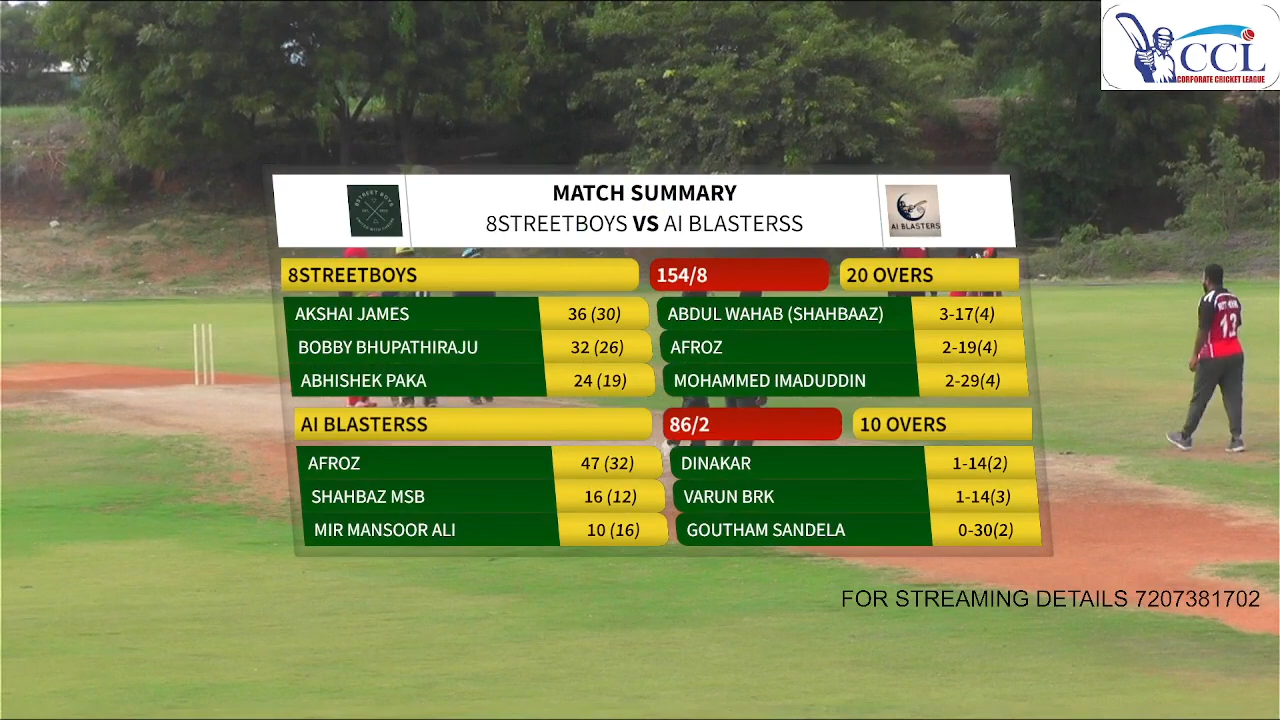 CCL
CORPORATE CRICKET LEAGUE
MATCH SUMMARY
8STREETBOYS VS AI BLASTERSS
8STREET BOYS
AI BLASTERS
8STREETBOYS 154/8 20 OVERS
AKSHAI JAMES 36 (30) ABDUL WAHAB (SHAHBAAZ) 3-17(4)
BOBBY BHUPATHIRAJU 32 (26) AFROZ 2-19(4)
ABHISHEK PAKA 24 (19) MOHAMMED IMADUDDIN 2-29(4)
AI BLASTERSS 86/2 10 OVERS
AFROZ 47 (32) DINAKAR 1-14(2)
SHAHBAZ MSB 16 (12) VARUN BRK 1-14(3)
MIR MANSOOR ALI 10 (16) GOUTHAM SANDELA 0-30(2)
13
FOR STREAMING DETAILS 7207381702